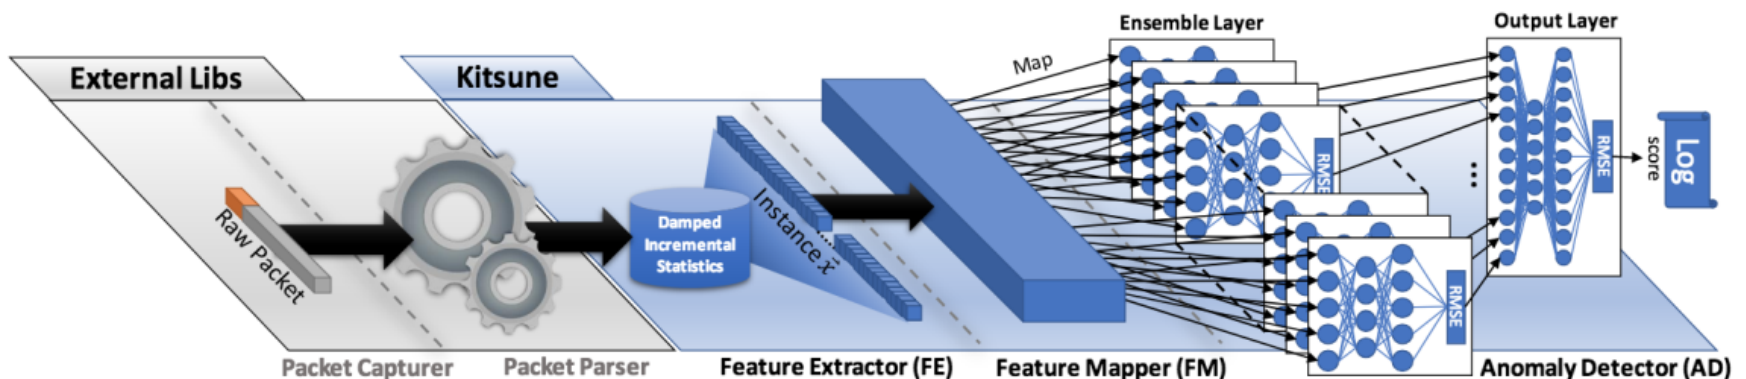 Ensemble Layer
Output Layer
External Libs
Kitsune
Map
Raw Packet
Damped
Incremental
Statistics
Instance x⃗
RMSE
RMSE
...
RMSE
Log
score
Packet Capturer
Packet Parser
Feature Extractor (FE)
Feature Mapper (FM)
Anomaly Detector (AD)